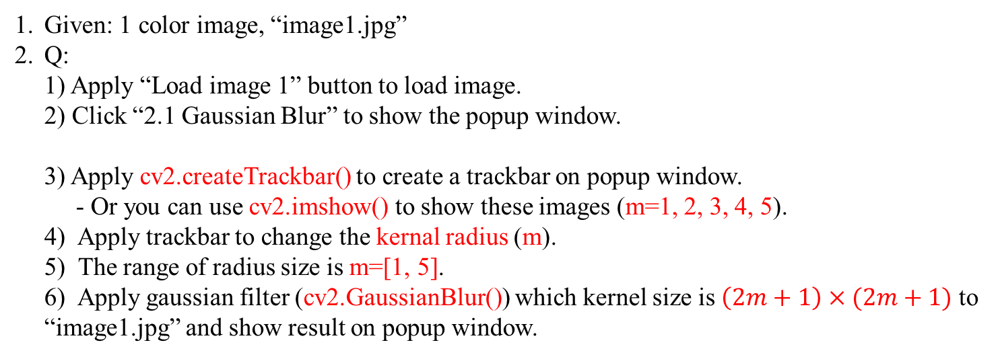 1. Given: 1 color image, “image1.jpg”
2. Q:
1) Apply “Load image 1” button to load image.
2) Click “2.1 Gaussian Blur” to show the popup window.
3) Apply cv2.createTrackbar() to create a trackbar on popup window.
- Or you can use cv2.imshow() to show these images (m=1, 2, 3, 4, 5).
4) Apply trackbar to change the kernal radius (m).
5) The range of radius size is m=[1, 5].
6) Apply gaussian filter (cv2.GaussianBlur()) which kernel size is (2m + 1) × (2m + 1) to
“image1.jpg” and show result on popup window.